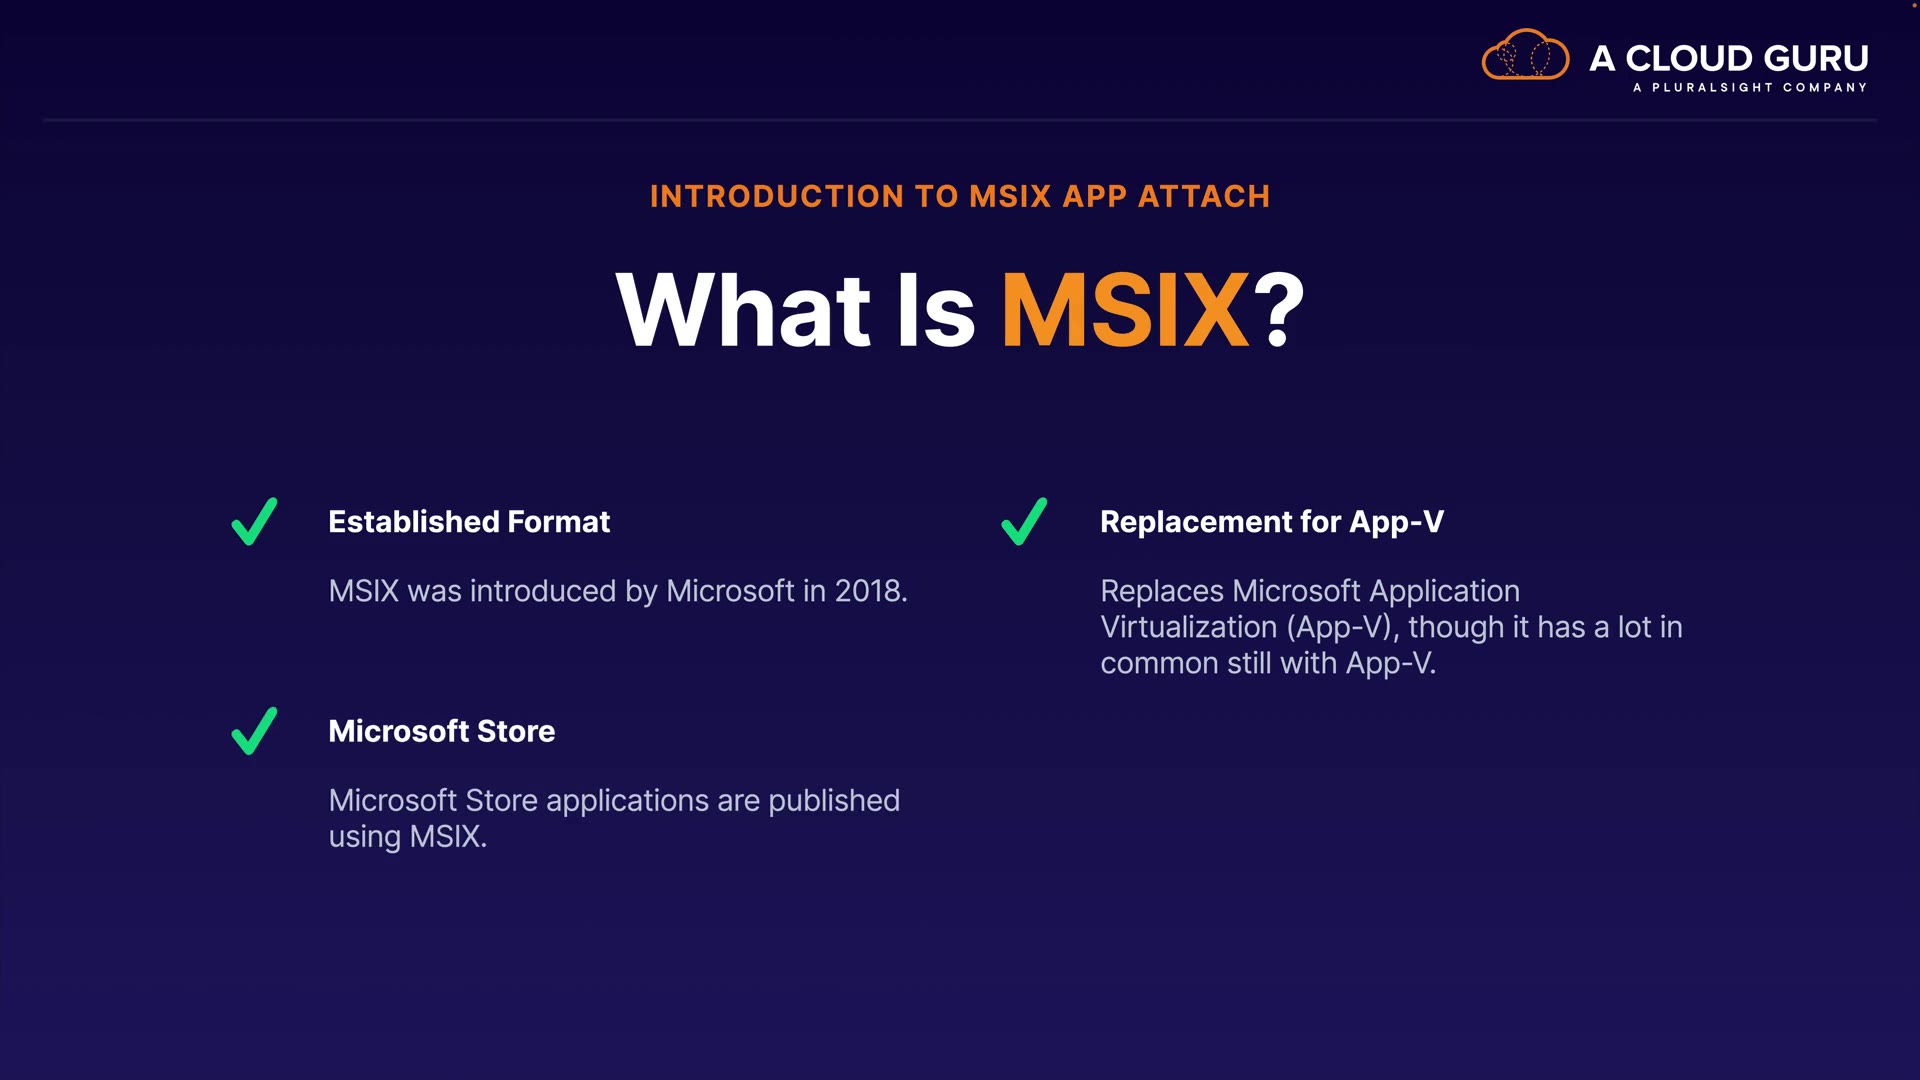 A CLOUD GURU
A PLURALSIGHT COMPANY
INTRODUCTION TO MSIX APP ATTACH
What Is MSIX?
Established Format
MSIX was introduced by Microsoft in 2018.
Microsoft Store
Microsoft Store applications are published
using MSIX.
Replacement for App-V
Replaces Microsoft Application
Virtualization (App-V), though it has a lot in
common still with App-V.